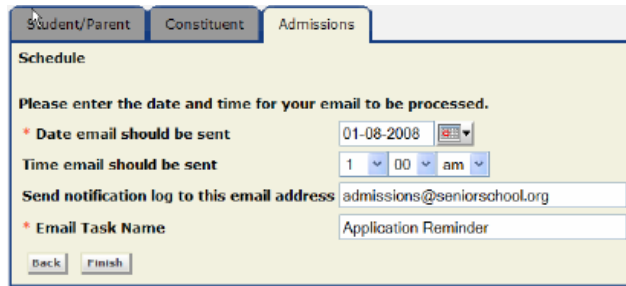 Student/Parent Constituent Admissions
Schedule
Please enter the date and time for your email to be processed.
* Date email should be sent 01-08-2008
Time email should be sent 1 00 am
Send notification log to this email address admissions@seniorschool.org
* Email Task Name Application Reminder
Back Finish